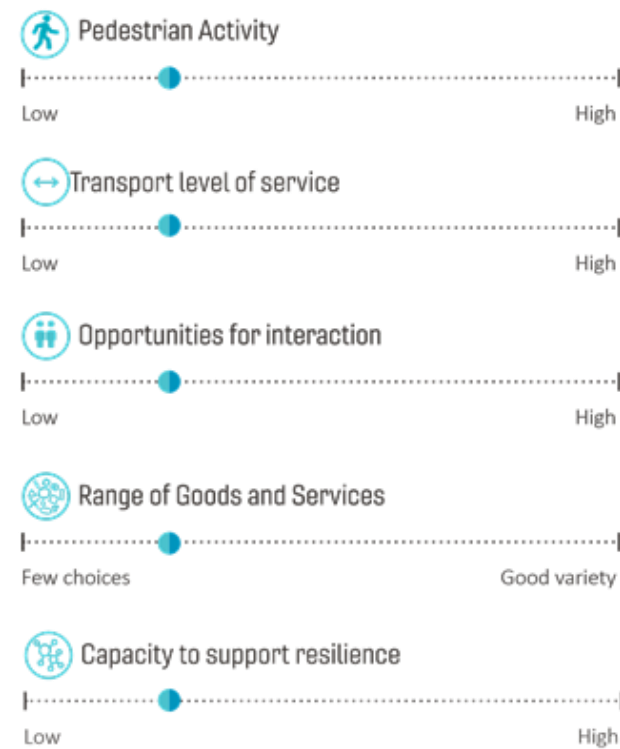 Pedestrian Activity
Low High
Transport level of service
Low High
Opportunities for interaction
Low High
Range of Goods and Services
Few choices Good variety
Capacity to support resilience
Low High